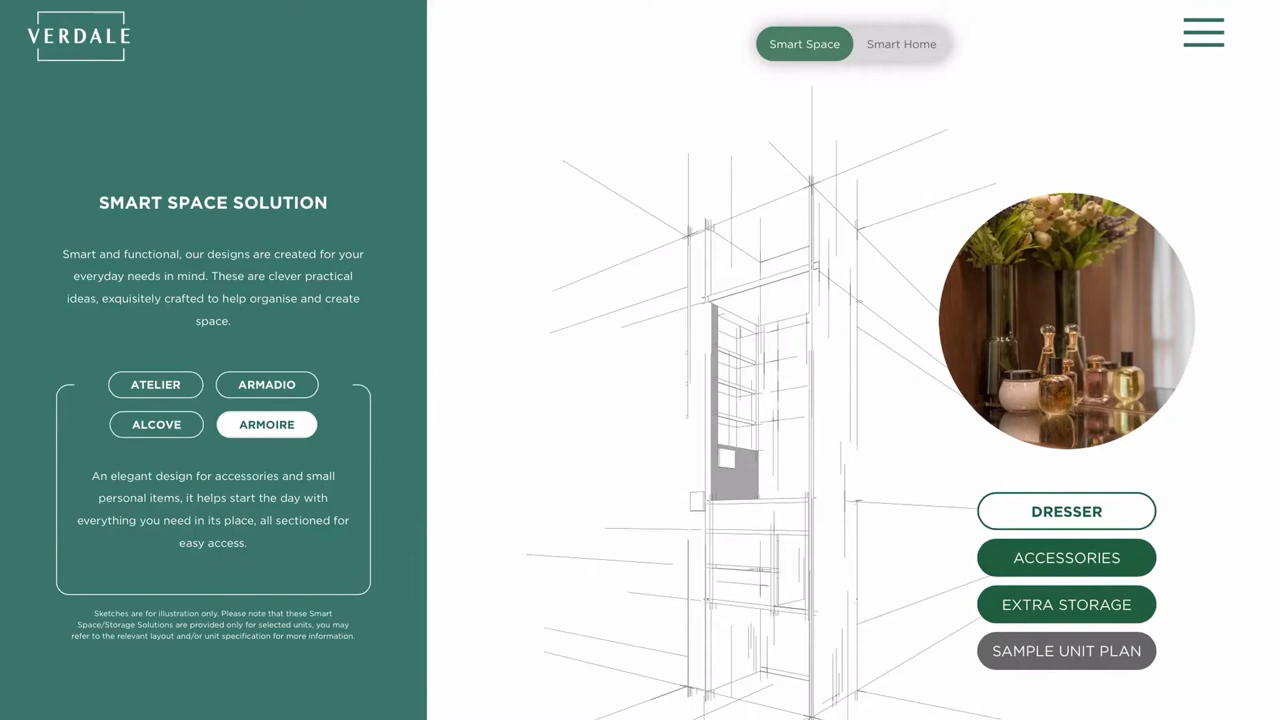 VERDALE
Smart Space
Smart Home
SMART SPACE SOLUTION
Smart and functional, our designs are created for your
everyday needs in mind. These are clever practical
ideas, exquisitely crafted to help organise and create
space.
ATELIER
ARMADIO
ALCOVE
ARMOIRE
An elegant design for accessories and small
personal items, it helps start the day with
everything you need in its place, all sectioned for
easy access.
Sketches are for illustration only. Please note that these Smart
Space/Storage Solutions are provided only for selected units, you may
refer to the relevant layout and/or unit specification for more information.
DRESSER
ACCESSORIES
EXTRA STORAGE
SAMPLE UNIT PLAN